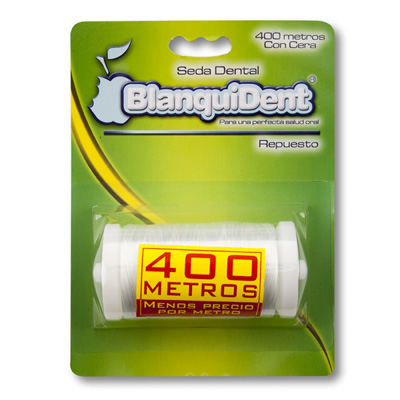 400 metros
Con Cera
Seda Dental
BlanquiDent®
Para una perfecta salud oral
Repuesto
400
METROS
MENOS PRECIO
POR METRO